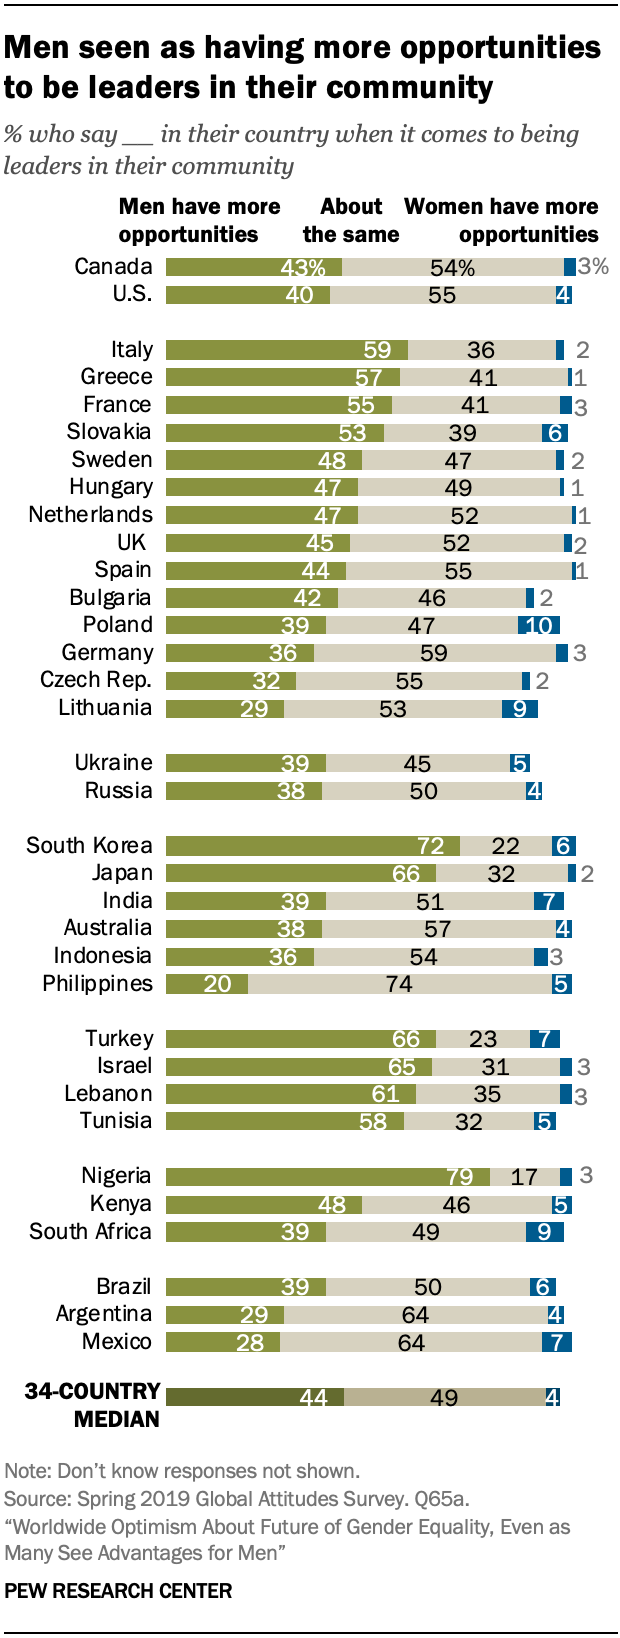 Men seen as having more opportunities
to be leaders in their community
% who say __ in their country when it comes to being
leaders in their community
Men have more opportunities About the same Women have more opportunities
Canada 43% 54% 3%
U.S. 40 55 4
Italy 59 36 2
Greece 57 41 1
France 55 41 3
Slovakia 53 39 6
Sweden 48 47 2
Hungary 47 49 1
Netherlands 47 52 1
UK 45 52 2
Spain 44 55 1
Bulgaria 42 46 2
Poland 39 47 10
Germany 36 59 3
Czech Rep. 32 55 2
Lithuania 29 53 9
Ukraine 39 45 5
Russia 38 50 4
South Korea 72 22 6
Japan 66 32 2
India 39 51 7
Australia 38 57 4
Indonesia 36 54 3
Philippines 20 74 5
Turkey 66 23 7
Israel 65 31 3
Lebanon 61 35 3
Tunisia 58 32 5
Nigeria 79 17 3
Kenya 48 46 5
South Africa 39 49 9
Brazil 39 50 6
Argentina 29 64 4
Mexico 28 64 7
34-COUNTRY
MEDIAN 44 49 4
Note: Don't know responses not shown.
Source: Spring 2019 Global Attitudes Survey. Q65a.
“Worldwide Optimism About Future of Gender Equality, Even as
Many See Advantages for Men”
PEW RESEARCH CENTER